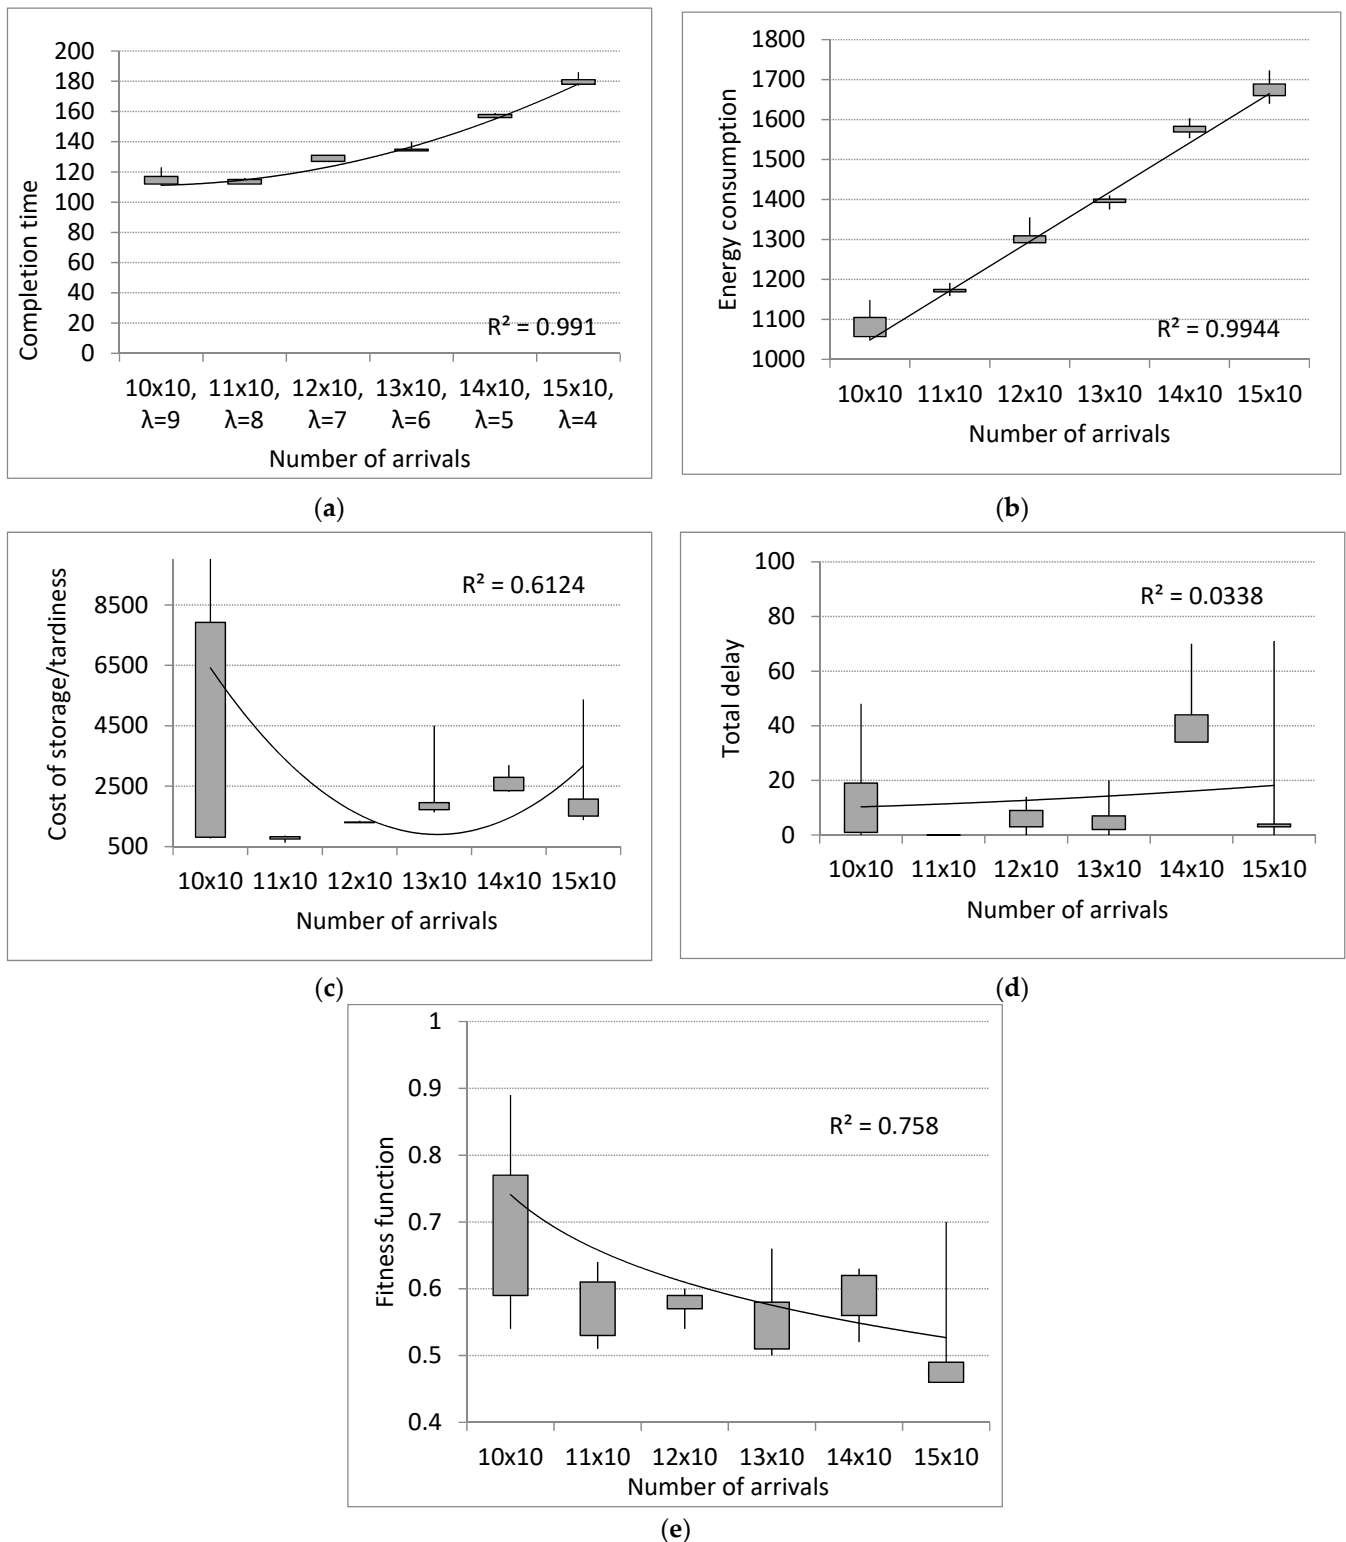 200
180
160
140
120
100
80
60
40
20
0
Completion time
R² = 0.991
10x10, 11x10, 12x10, 13x10, 14x10, 15x10,
λ=9 λ=8 λ=7 λ=6 λ=5 λ=4
Number of arrivals
(a)
1800
1700
1600
1500
1400
1300
1200
1100
1000
Energy consumption
R² = 0.9944
10x10 11x10 12x10 13x10 14x10 15x10
Number of arrivals
(b)
8500
6500
4500
2500
500
Cost of storage/tardiness
R² = 0.6124
10x10 11x10 12x10 13x10 14x10 15x10
Number of arrivals
(c)
100
80
60
40
20
0
Total delay
R² = 0.0338
10x10 11x10 12x10 13x10 14x10 15x10
Number of arrivals
(d)
1
0.9
0.8
0.7
0.6
0.5
0.4
Fitness function
R² = 0.758
10x10 11x10 12x10 13x10 14x10 15x10
Number of arrivals
(e)